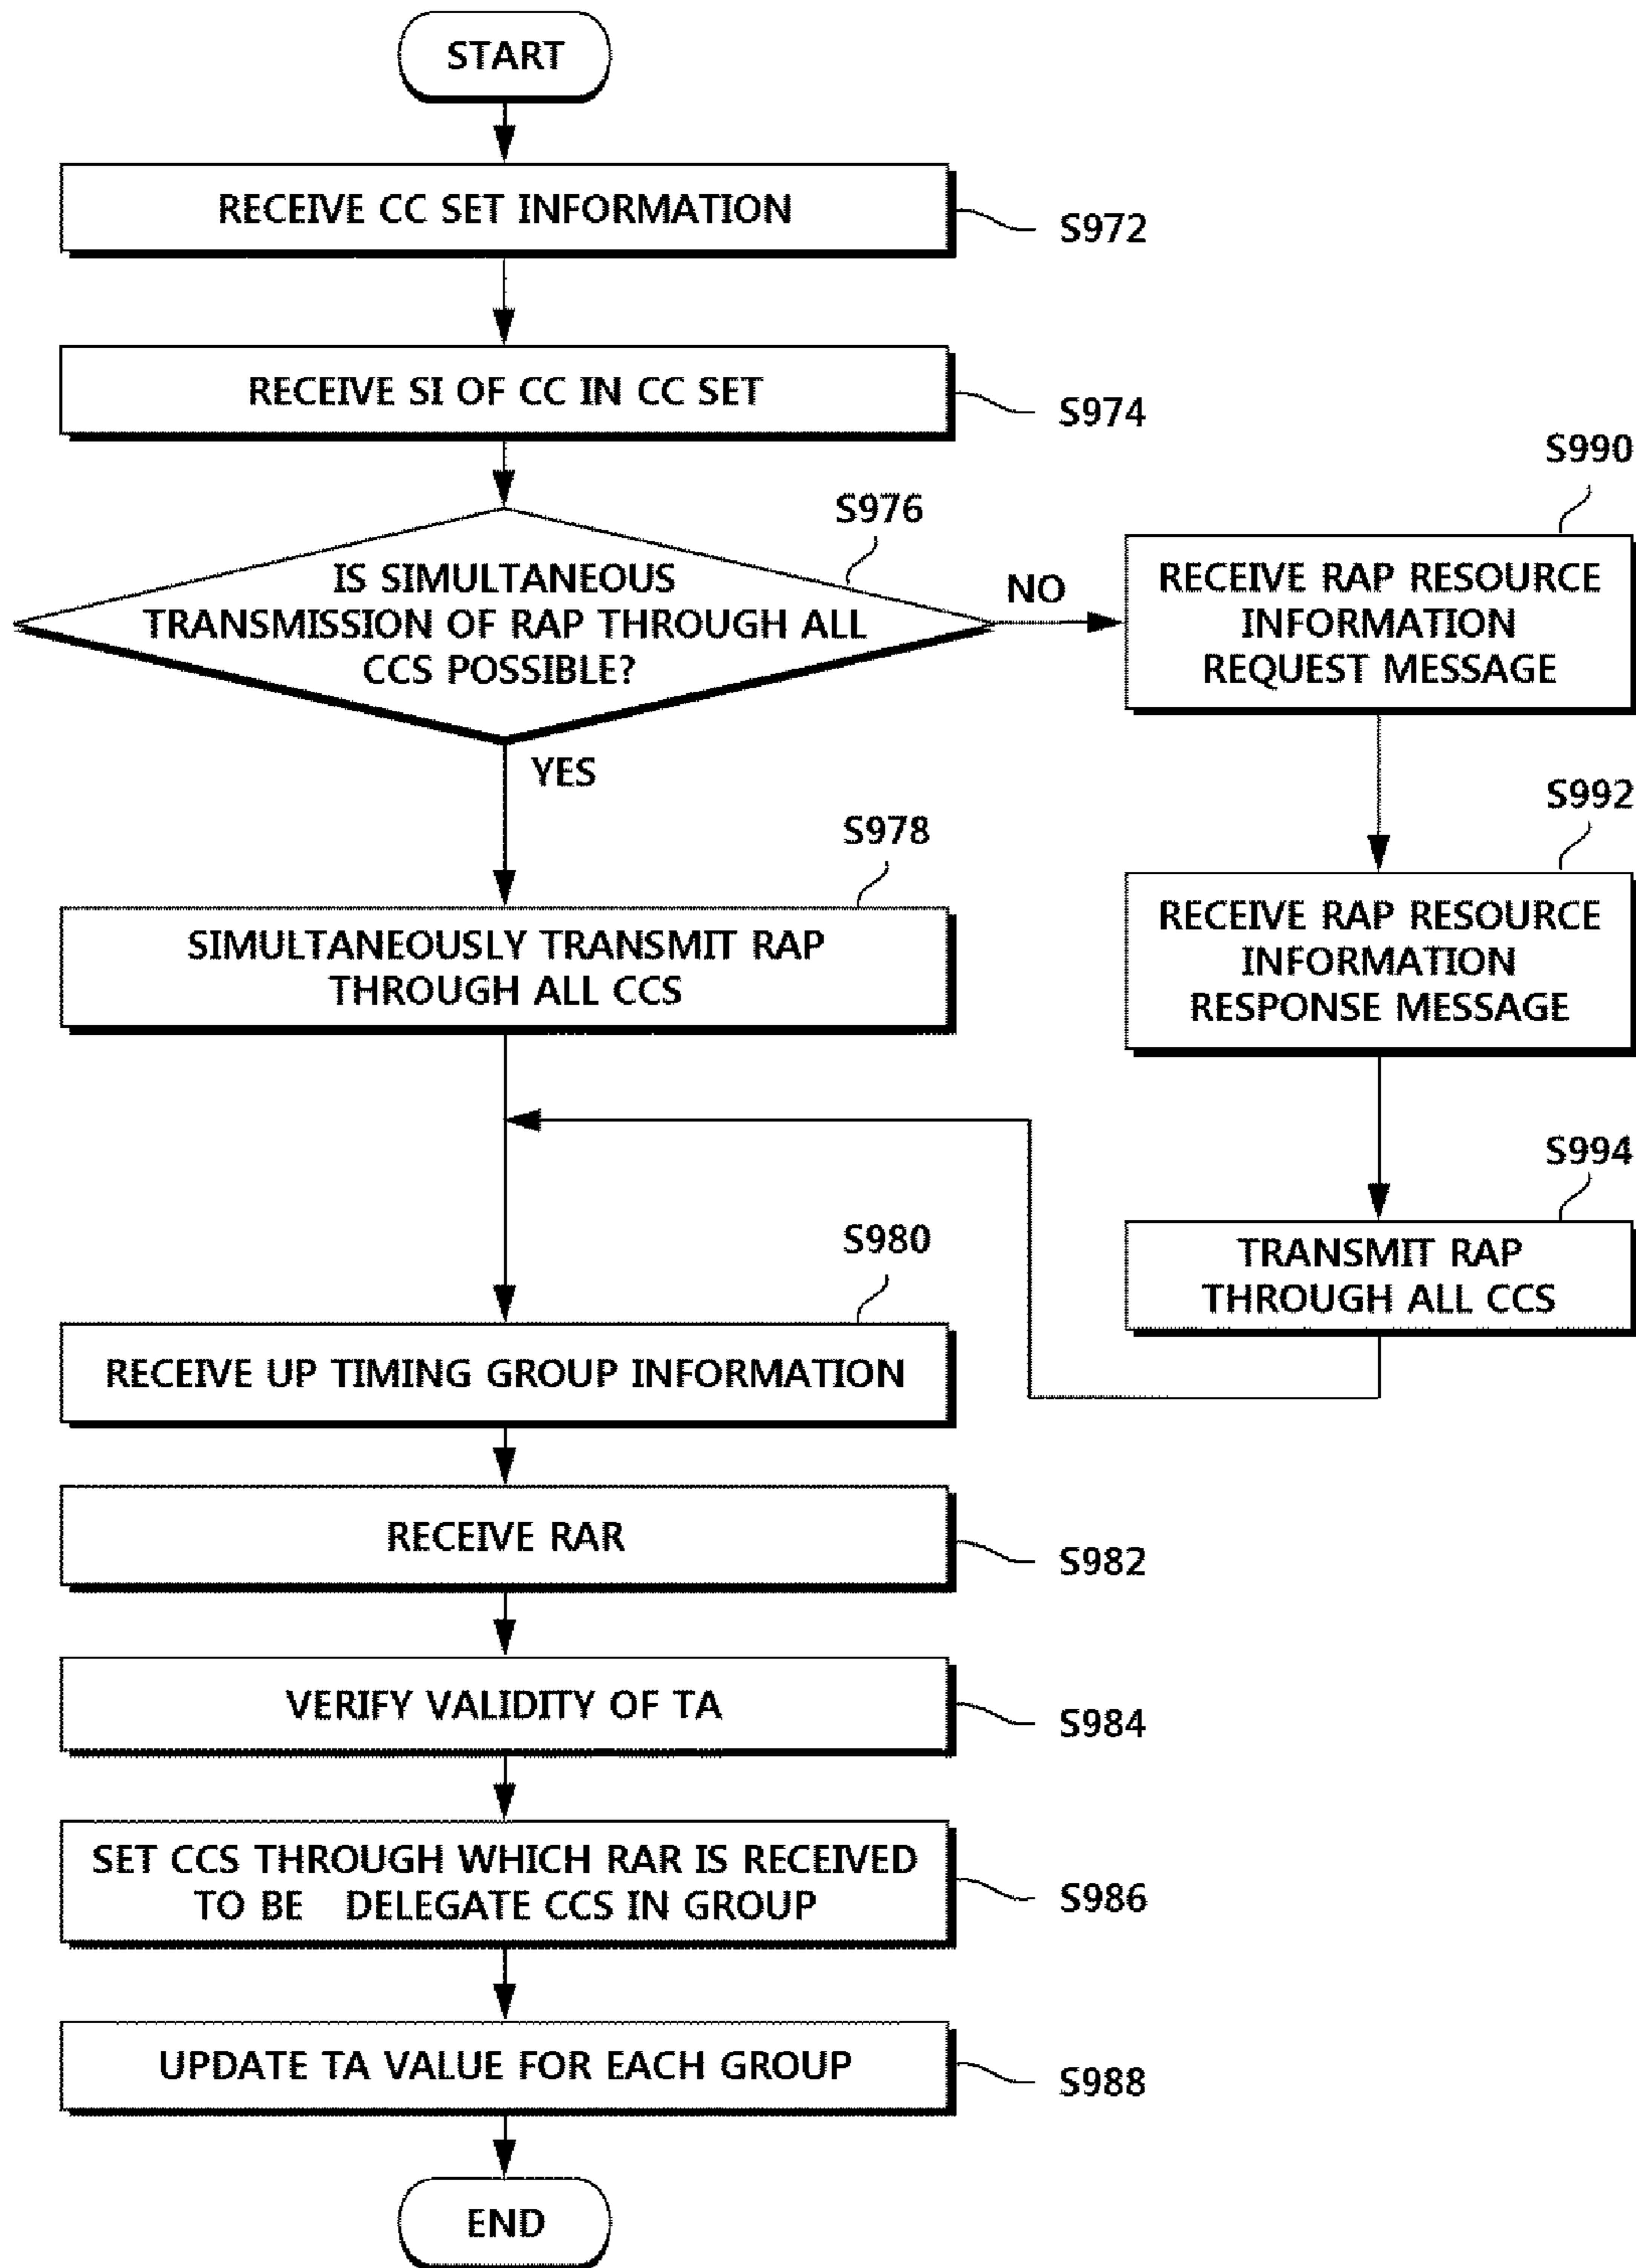 START
RECEIVE CC SET INFORMATION
S972
RECEIVE SI OF CC IN CC SET
S974
S976
IS SIMULTANEOUS
TRANSMISSION OF RAP THROUGH ALL
CCS POSSIBLE?
NO
YES
S990
RECEIVE RAP RESOURCE
INFORMATION
REQUEST MESSAGE
S992
RECEIVE RAP RESOURCE
INFORMATION
RESPONSE MESSAGE
S994
TRANSMIT RAP
THROUGH ALL CCS
S978
SIMULTANEOUSLY TRANSMIT RAP
THROUGH ALL CCS
S980
RECEIVE UP TIMING GROUP INFORMATION
RECEIVE RAR
S982
VERIFY VALIDITY OF TA
S984
SET CCS THROUGH WHICH RAR IS RECEIVED
TO BE DELEGATE CCS IN GROUP
S986
UPDATE TA VALUE FOR EACH GROUP
S988
END